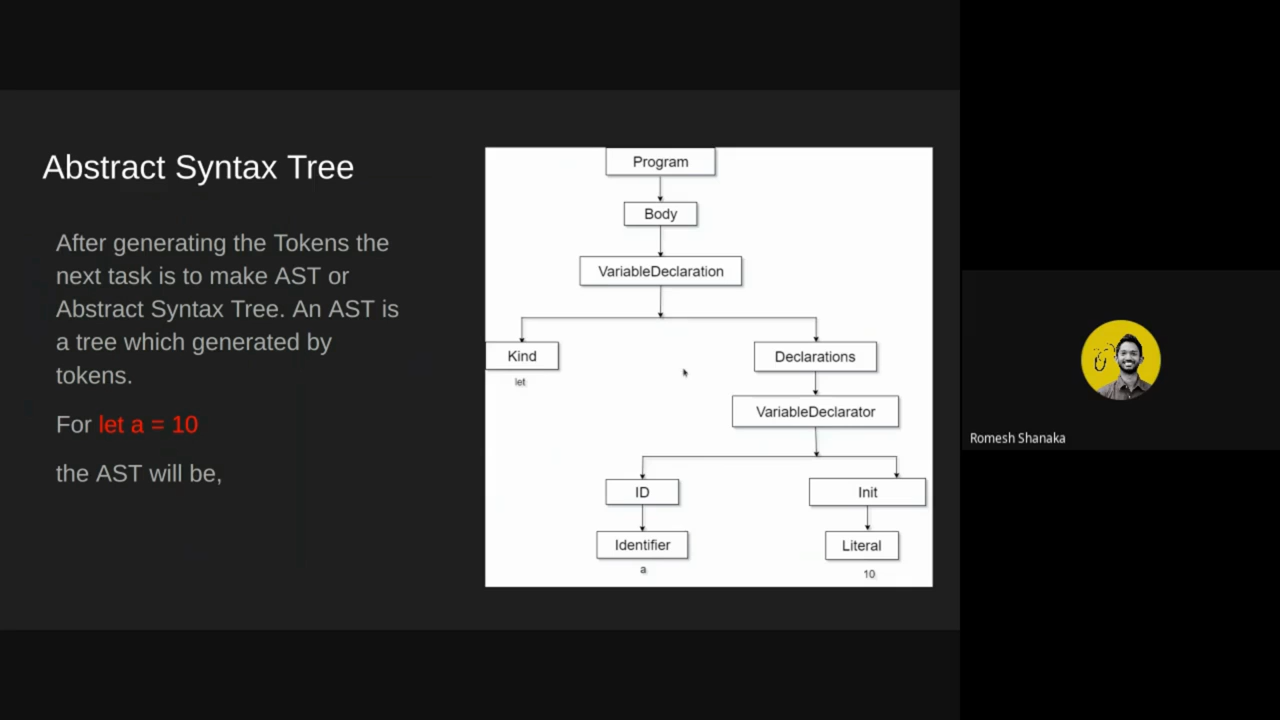 Abstract Syntax Tree
After generating the Tokens the
next task is to make AST or
Abstract Syntax Tree. An AST is
a tree which generated by
tokens.
For let a = 10
the AST will be,
Program
Body
VariableDeclaration
Kind
let
Declarations
VariableDeclarator
ID
Init
Identifier
Literal
a
10
Romesh Shanaka